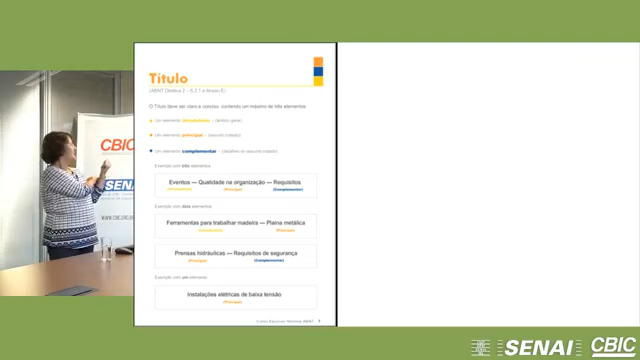 Título
(ABNT Diretiva 2 – 6.2.1 e Anexo E)
O Título deve ser claro e conciso, contendo um máximo de três elementos:
Um elemento introdutório – (âmbito geral)
Um elemento principal – (assunto tratado)
Um elemento complementar – (detalhes do assunto tratado)
Exemplo com três elementos
Eventos — Qualidade na organização — Requisitos
(Introdutório) (Principal) (Complementar)
Exemplo com dois elementos
Ferramentas para trabalhar madeira — Plaina metálica
(Introdutório) (Principal)
Prensas hidráulicas — Requisitos de segurança
(Principal) (Complementar)
Exemplo com um elemento
Instalações elétricas de baixa tensão
(Principal)
CBIC
SENAI
SENAI
CBIC